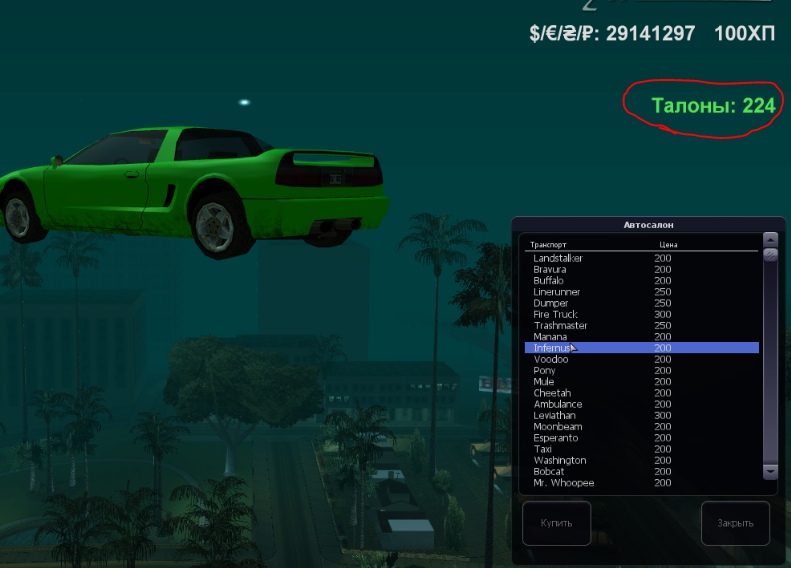 $/€/₴/₽: 29141297 100ХП
Талоны: 224
Автосалон
Транспорт Цена
Landstalker 200
Bravura 200
Buffalo 200
Linerunner 250
Dumper 250
Fire Truck 300
Trashmaster 250
Manana 200
Infernus 200
Voodoo 200
Pony 200
Mule 200
Cheetah 200
Ambulance 200
Leviathan 300
Moonbeam 200
Esperanto 200
Taxi 200
Washington 200
Bobcat 200
Mr. Whoopee 200
Купить Закрыть